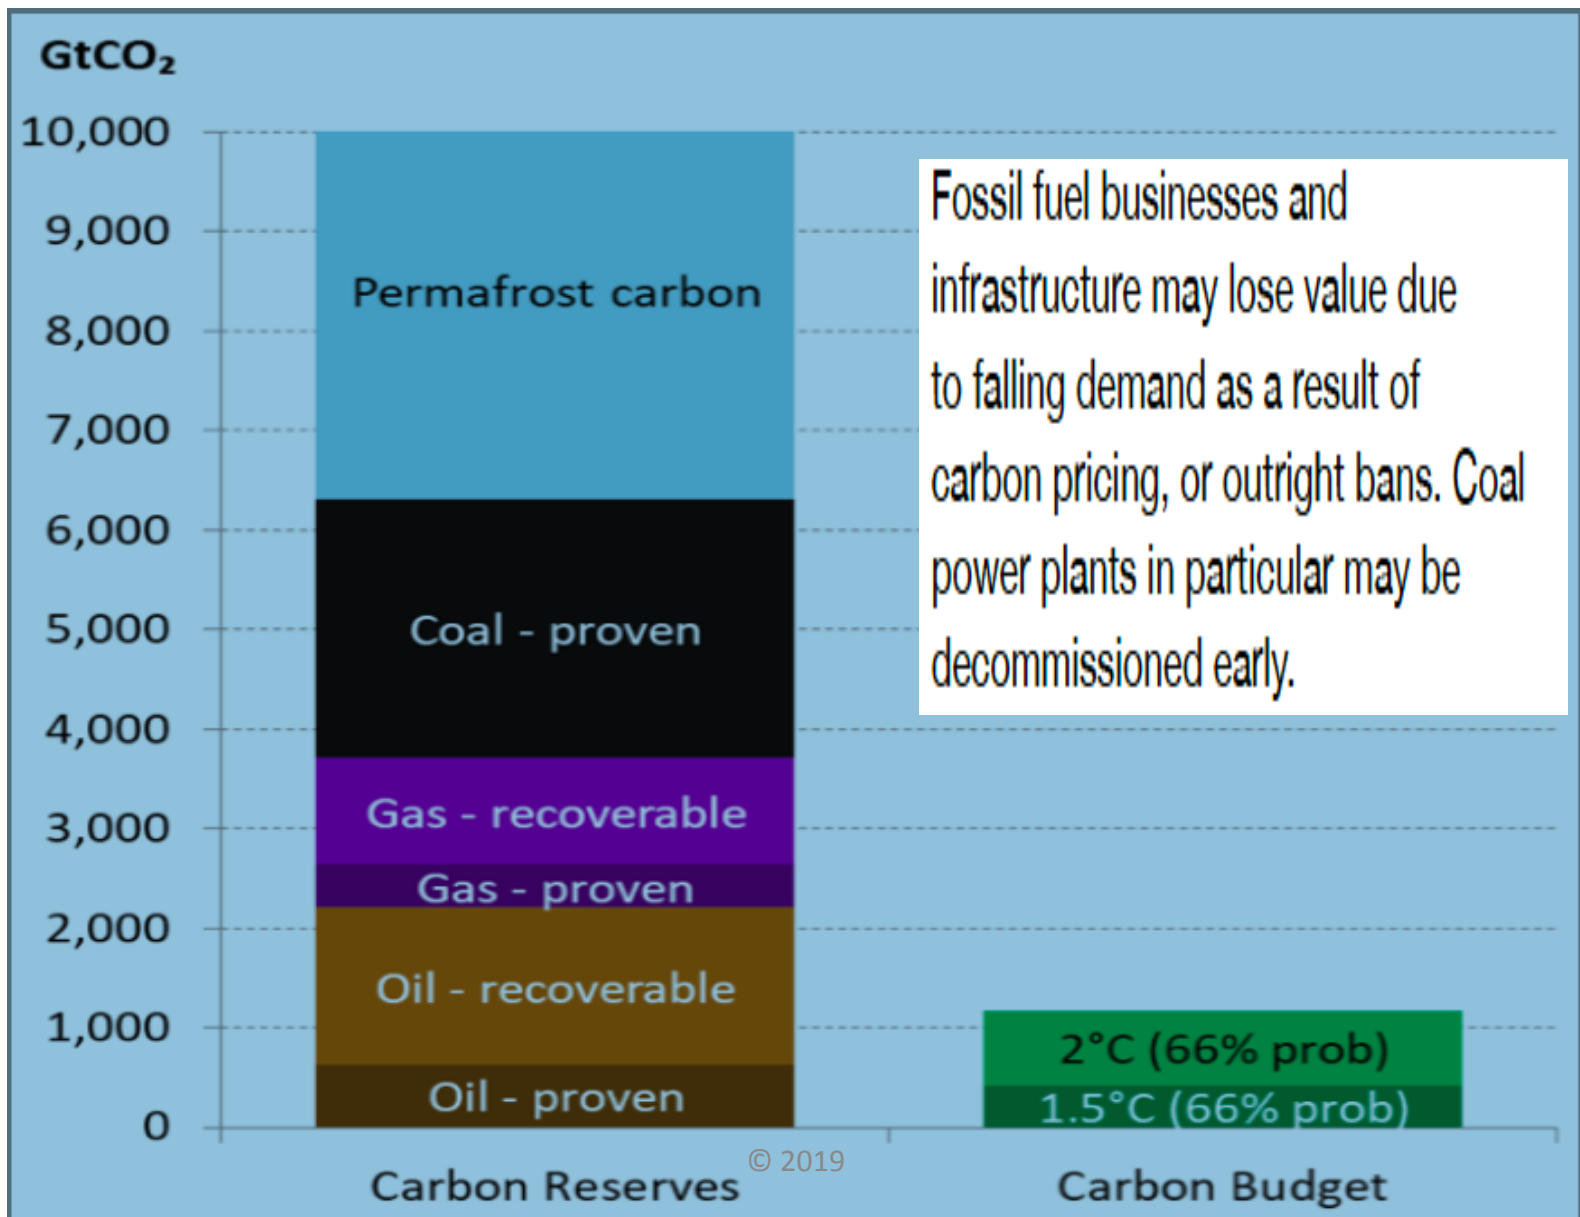 GtCO₂
10,000
9,000
8,000
7,000
6,000
5,000
4,000
3,000
2,000
1,000
0
Permafrost carbon
Coal - proven
Gas - recoverable
Gas - proven
Oil - recoverable
Oil - proven
Fossil fuel businesses and
infrastructure may lose value due
to falling demand as a result of
carbon pricing, or outright bans. Coal
power plants in particular may be
decommissioned early.
2°C (66% prob)
1.5°C (66% prob)
Carbon Reserves
© 2019
Carbon Budget